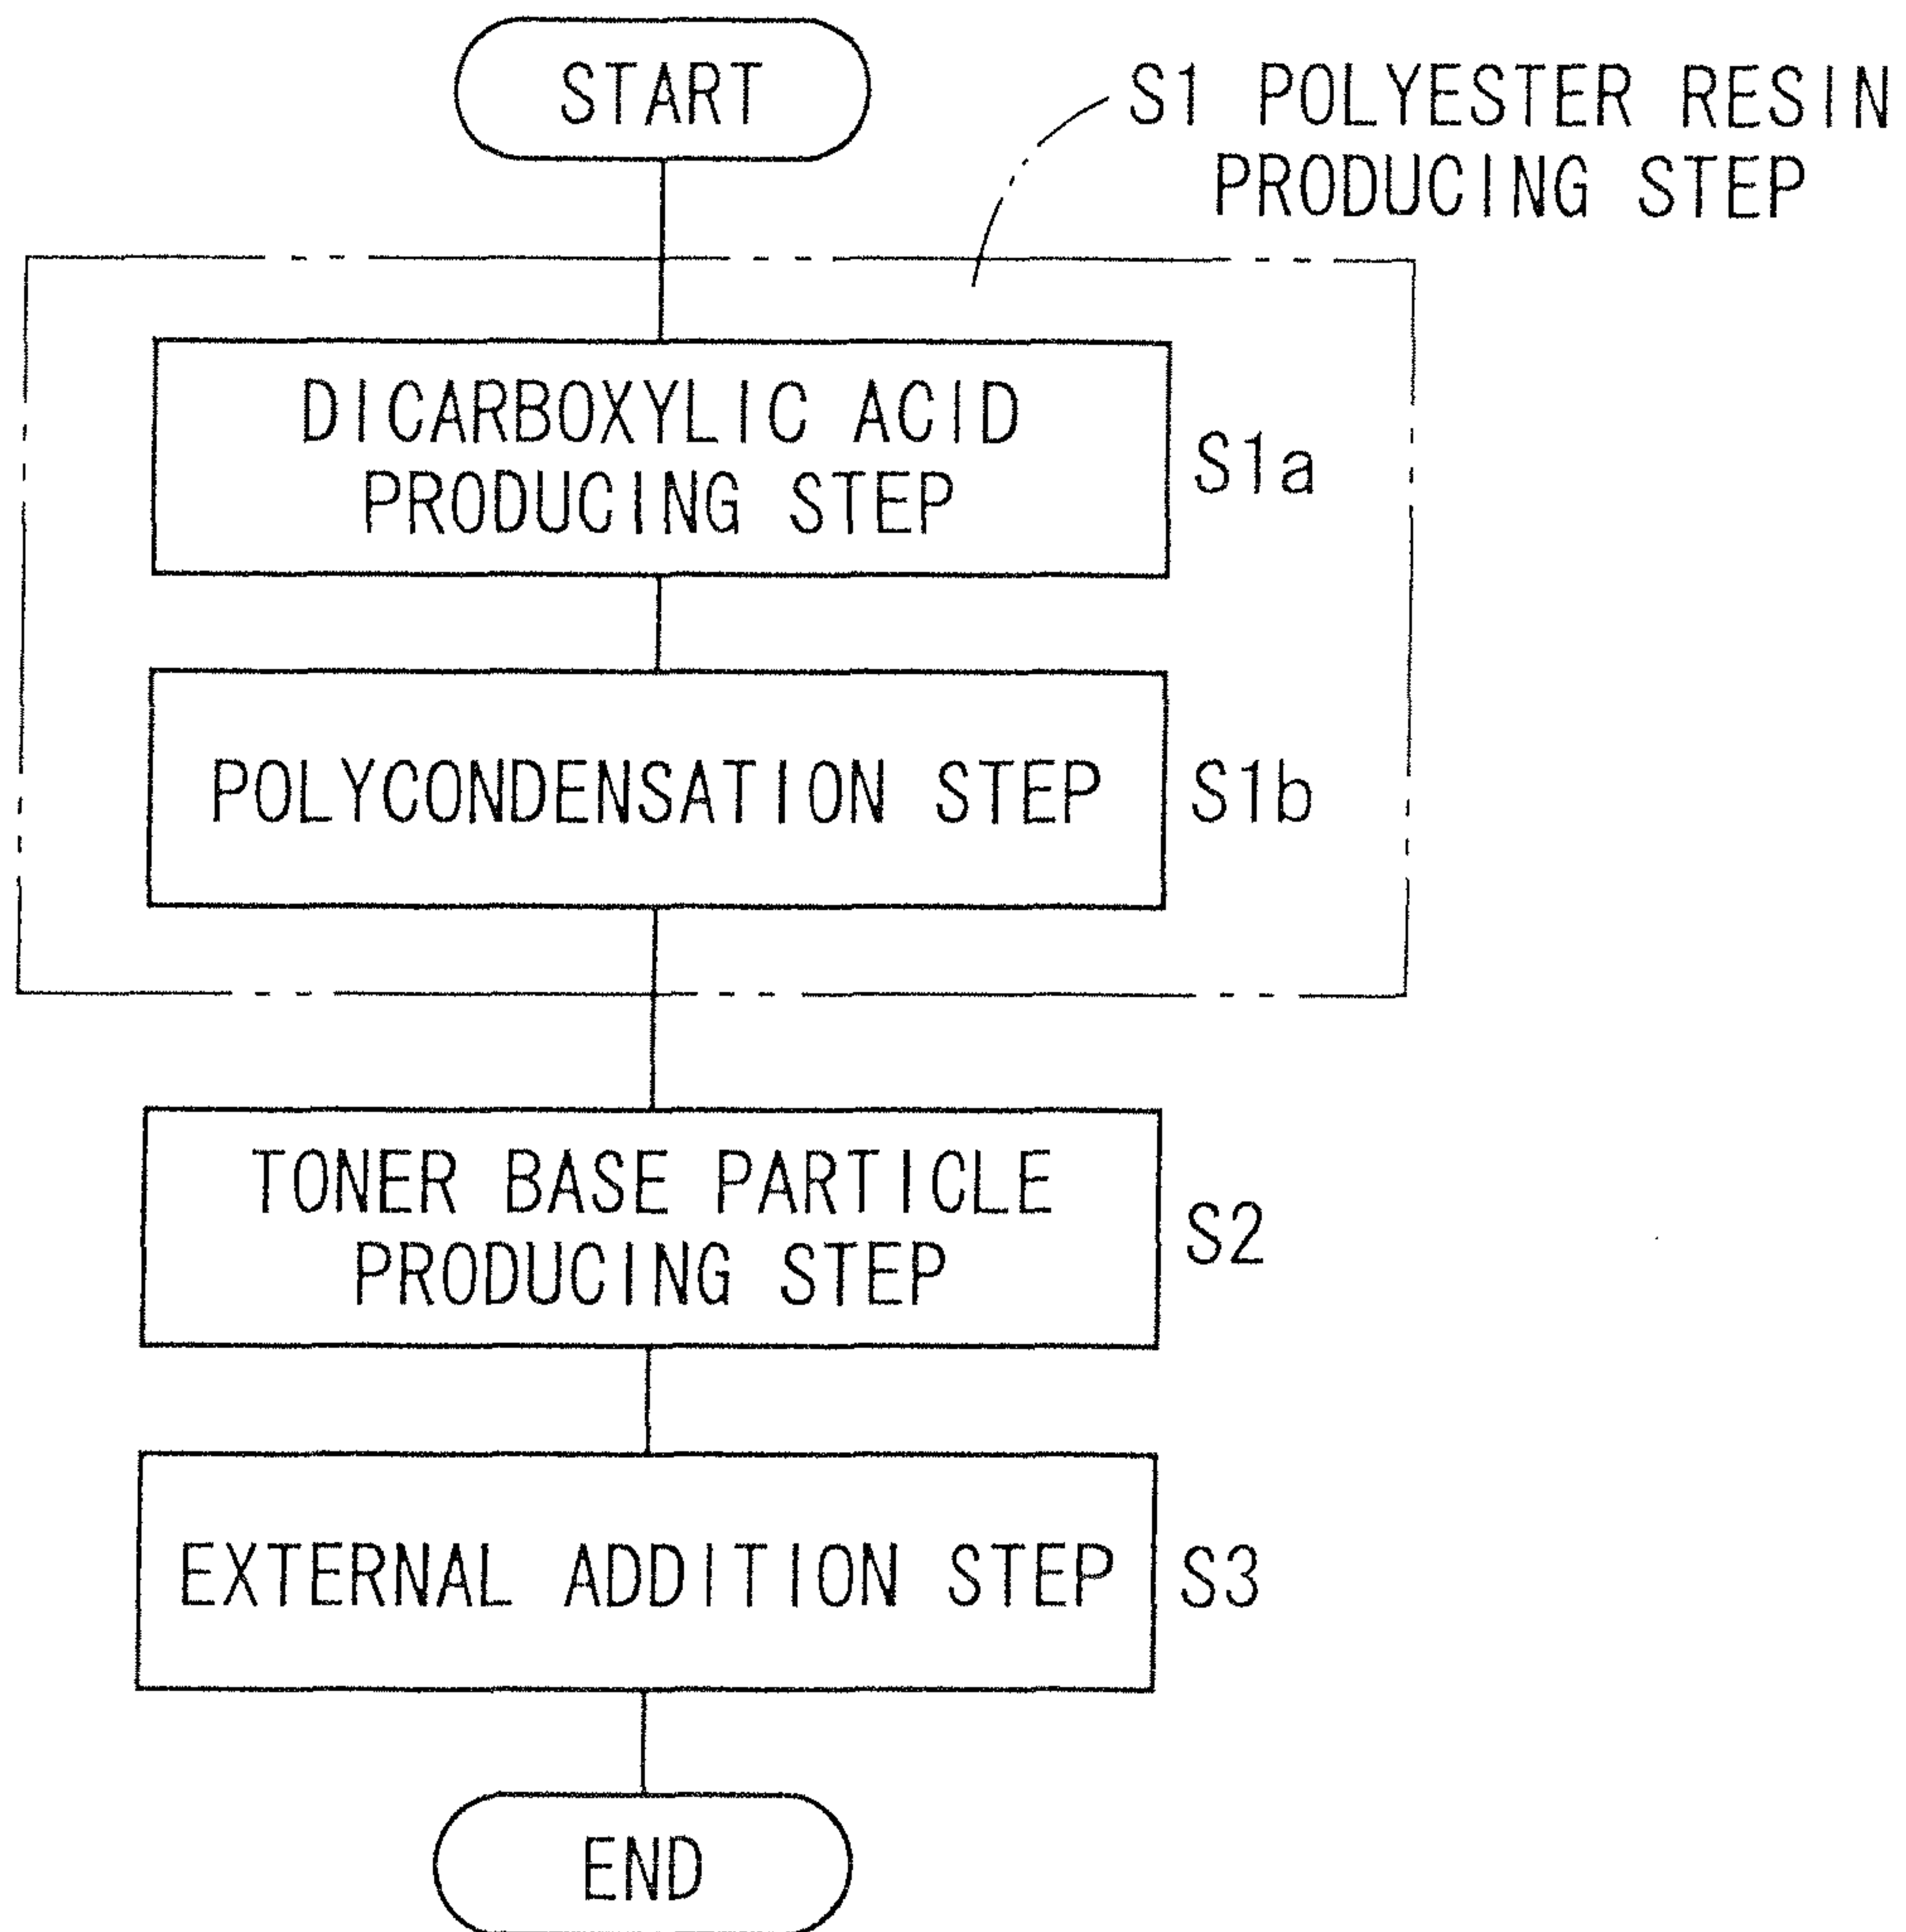 START
S1 POLYESTER RESIN
PRODUCING STEP
DICARBOXYLIC ACID
PRODUCING STEP
S1a
POLYCONDENSATION STEP
S1b
TONER BASE PARTICLE
PRODUCING STEP
S2
EXTERNAL ADDITION STEP
S3
END